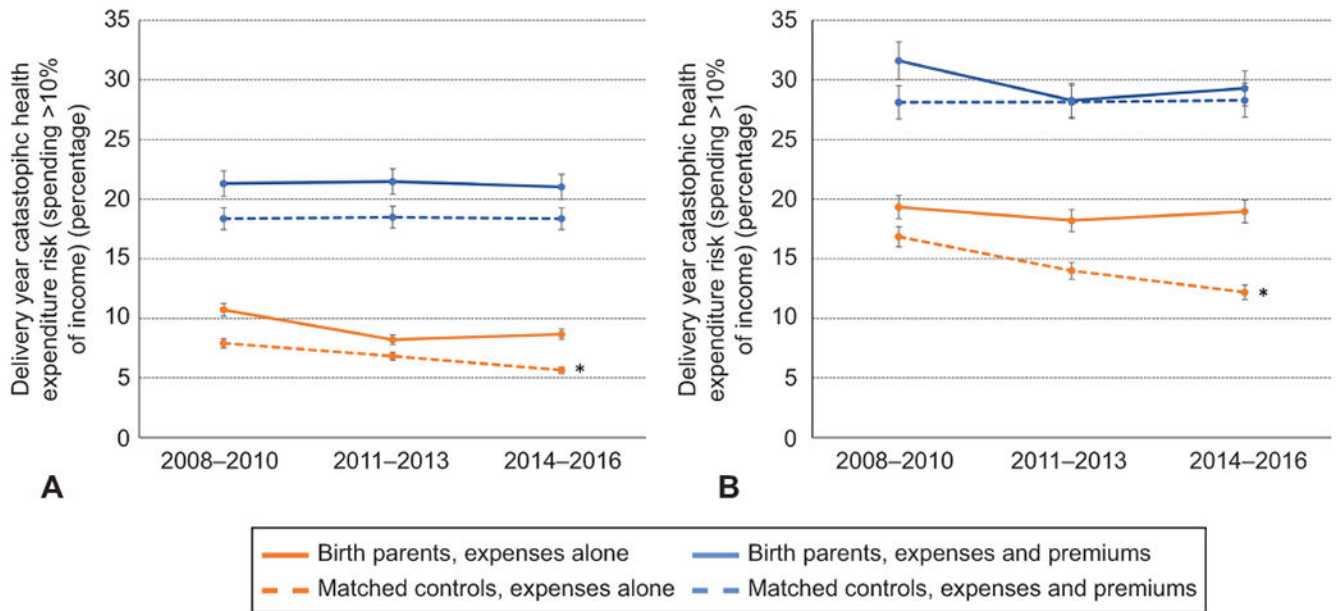 Delivery year catastopihc health
expenditure risk (spending >10%
of income) (percentage)
35
30
25
20
15
10
5
0
*
2008–2010
2011–2013
2014–2016
A
Delivery year catastophic health
expenditure risk (spending >10%
of income) (percentage)
35
30
25
20
15
10
5
0
*
2008–2010
2011–2013
2014–2016
B
Birth parents, expenses alone
Birth parents, expenses and premiums
Matched controls, expenses alone
Matched controls, expenses and premiums